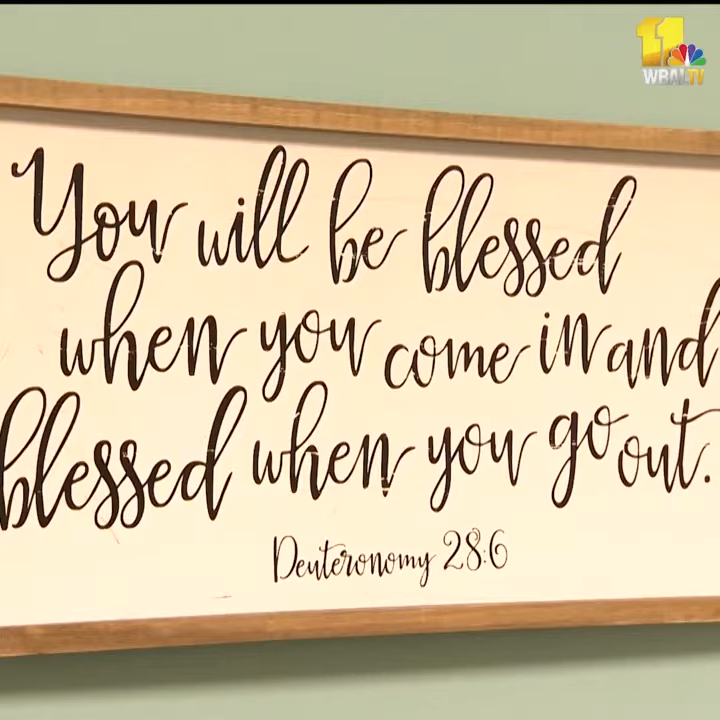 11
WBALTV
You will be blessed
when you come in and
blessed when you go out.
Deuteronomy 28:6